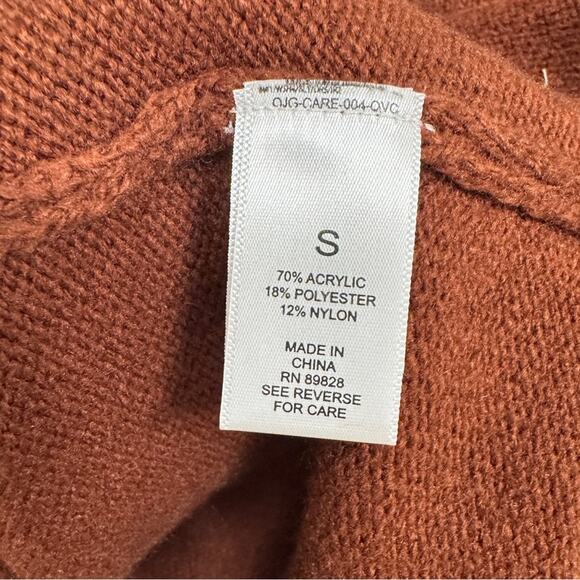 OJG-CARE-004-QVC
S
70% ACRYLIC
18% POLYESTER
12% NYLON
MADE IN
CHINA
RN 89828
SEE REVERSE
FOR CARE